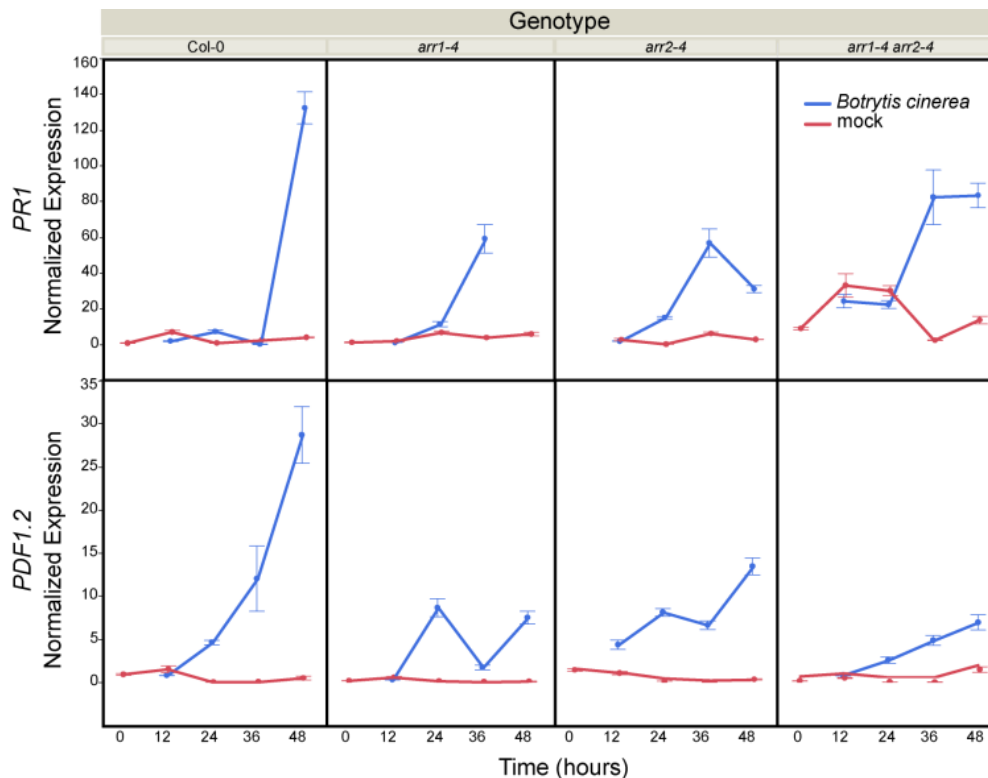 Genotype
Col-0 arr1-4 arr2-4 arr1-4 arr2-4
PR1
Normalized Expression
160
140
120
100
80
60
40
20
0
Botrytis cinerea
mock
PDF1.2
Normalized Expression
35
30
25
20
15
10
5
0
0 12 24 36 48 0 12 24 36 48 0 12 24 36 48 0 12 24 36 48
Time (hours)